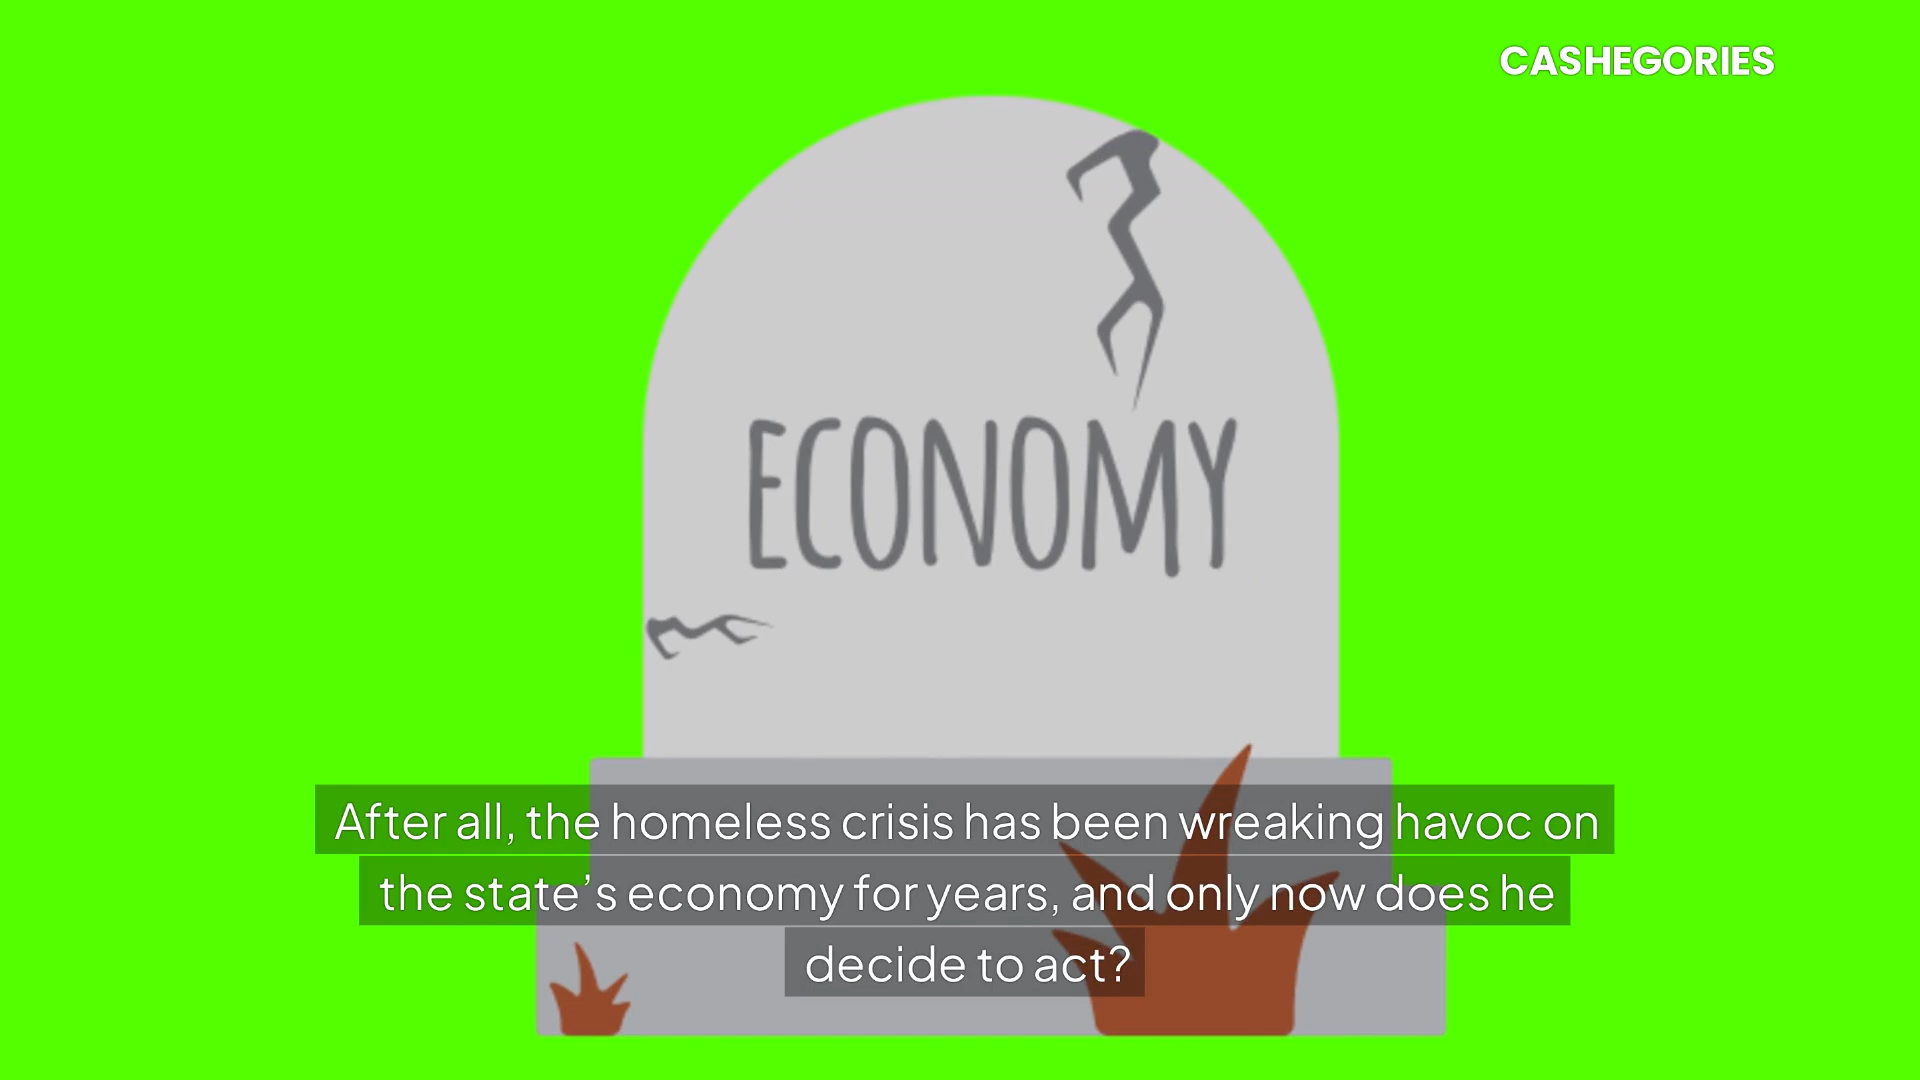 CASHEGORIES
ECONOMY
After all, the homeless crisis has been wreaking havoc on
the state’s economy for years, and only now does he
decide to act?